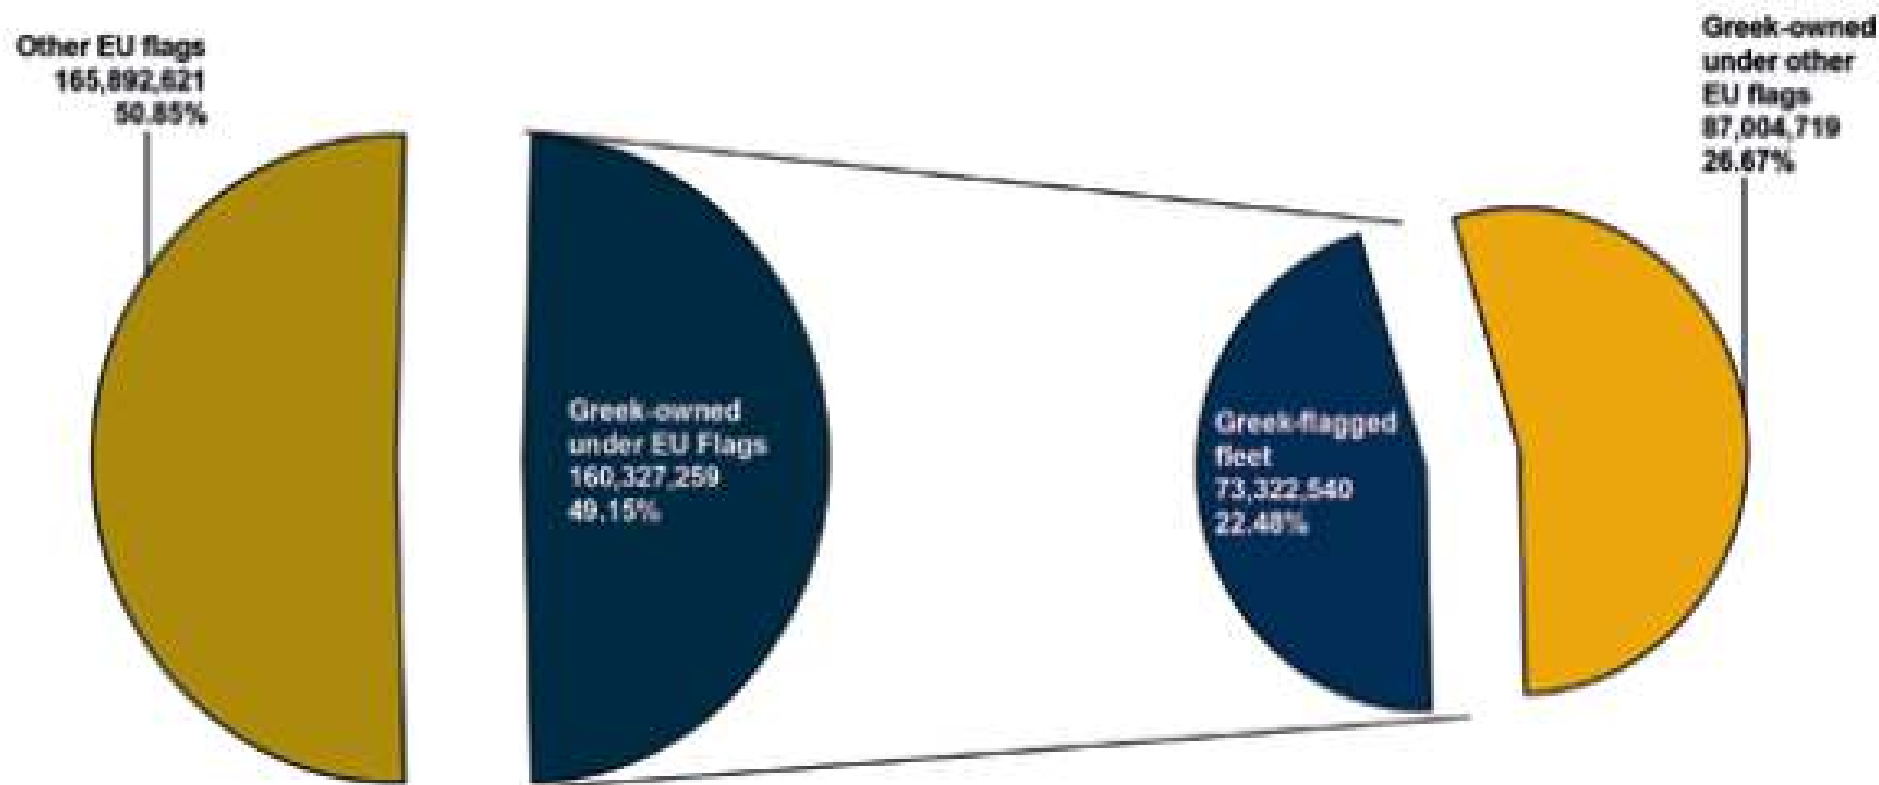 Other EU flags
165,892,621
50.85%
Greek-owned
under EU Flags
160,327,259
49.15%
Greek-flagged
fleet
73,322,540
22.48%
Greek-owned
under other
EU flags
87,004,719
26.67%